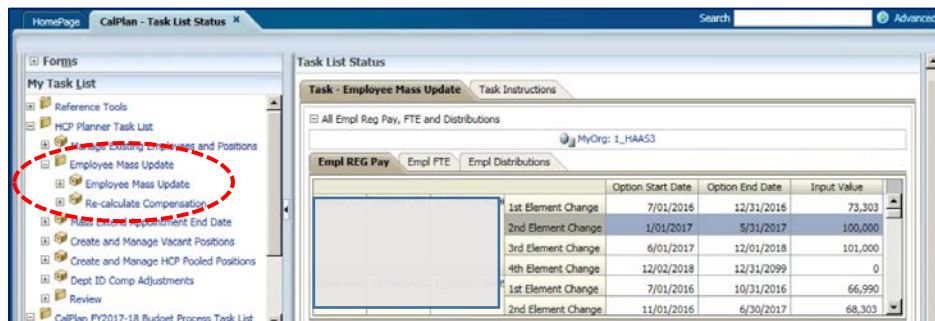 HomePage CalPlan - Task List Status Search Advanced
Forms
My Task List
Reference Tools
HCP Planner Task List
Manage Existing Employees and Positions
Employee Mass Update
Employee Mass Update
Re-calculate Compensation
Mass Extend Appointment End Date
Create and Manage Vacant Positions
Create and Manage HCP Pooled Positions
Dept ID Comp Adjustments
Review
CalPlan FY2017-18 Budget Process Task List
Task List Status
Task - Employee Mass Update Task Instructions
All Empl Reg Pay, FTE and Distributions
MyOrg: 1_HAAS3
Empl REG Pay Empl FTE Empl Distributions
Option Start Date Option End Date Input Value
1st Element Change 7/01/2016 12/31/2016 73,303
2nd Element Change 1/01/2017 5/31/2017 100,000
3rd Element Change 6/01/2017 12/01/2018 101,000
4th Element Change 12/02/2018 12/31/2099 0
1st Element Change 7/01/2016 10/31/2016 66,990
2nd Element Change 11/01/2016 6/30/2017 68,303